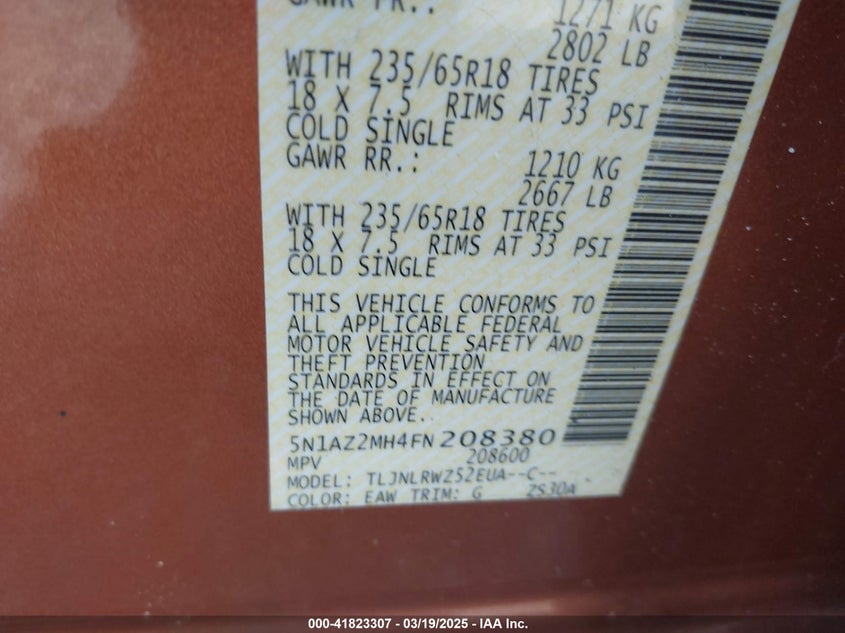 GAWR FR.: 1271 KG
2802 LB
WITH 235/65R18 TIRES
18 X 7.5 RIMS AT 33 PSI
COLD SINGLE
GAWR RR.: 1210 KG
2667 LB
WITH 235/65R18 TIRES
18 X 7.5 RIMS AT 33 PSI
COLD SINGLE
THIS VEHICLE CONFORMS TO
ALL APPLICABLE FEDERAL
MOTOR VEHICLE SAFETY AND
THEFT PREVENTION
STANDARDS IN EFFECT ON
THE DATE OF MANUFACTURE
SHOWN ABOVE.
5N1AZ2MH4FN208380
MPV 208600
MODEL: TLJNLRWZ52EUA--C--
COLOR: EAW TRIM: G ZS30A
000-41823307 - 03/19/2025 - IAA Inc.